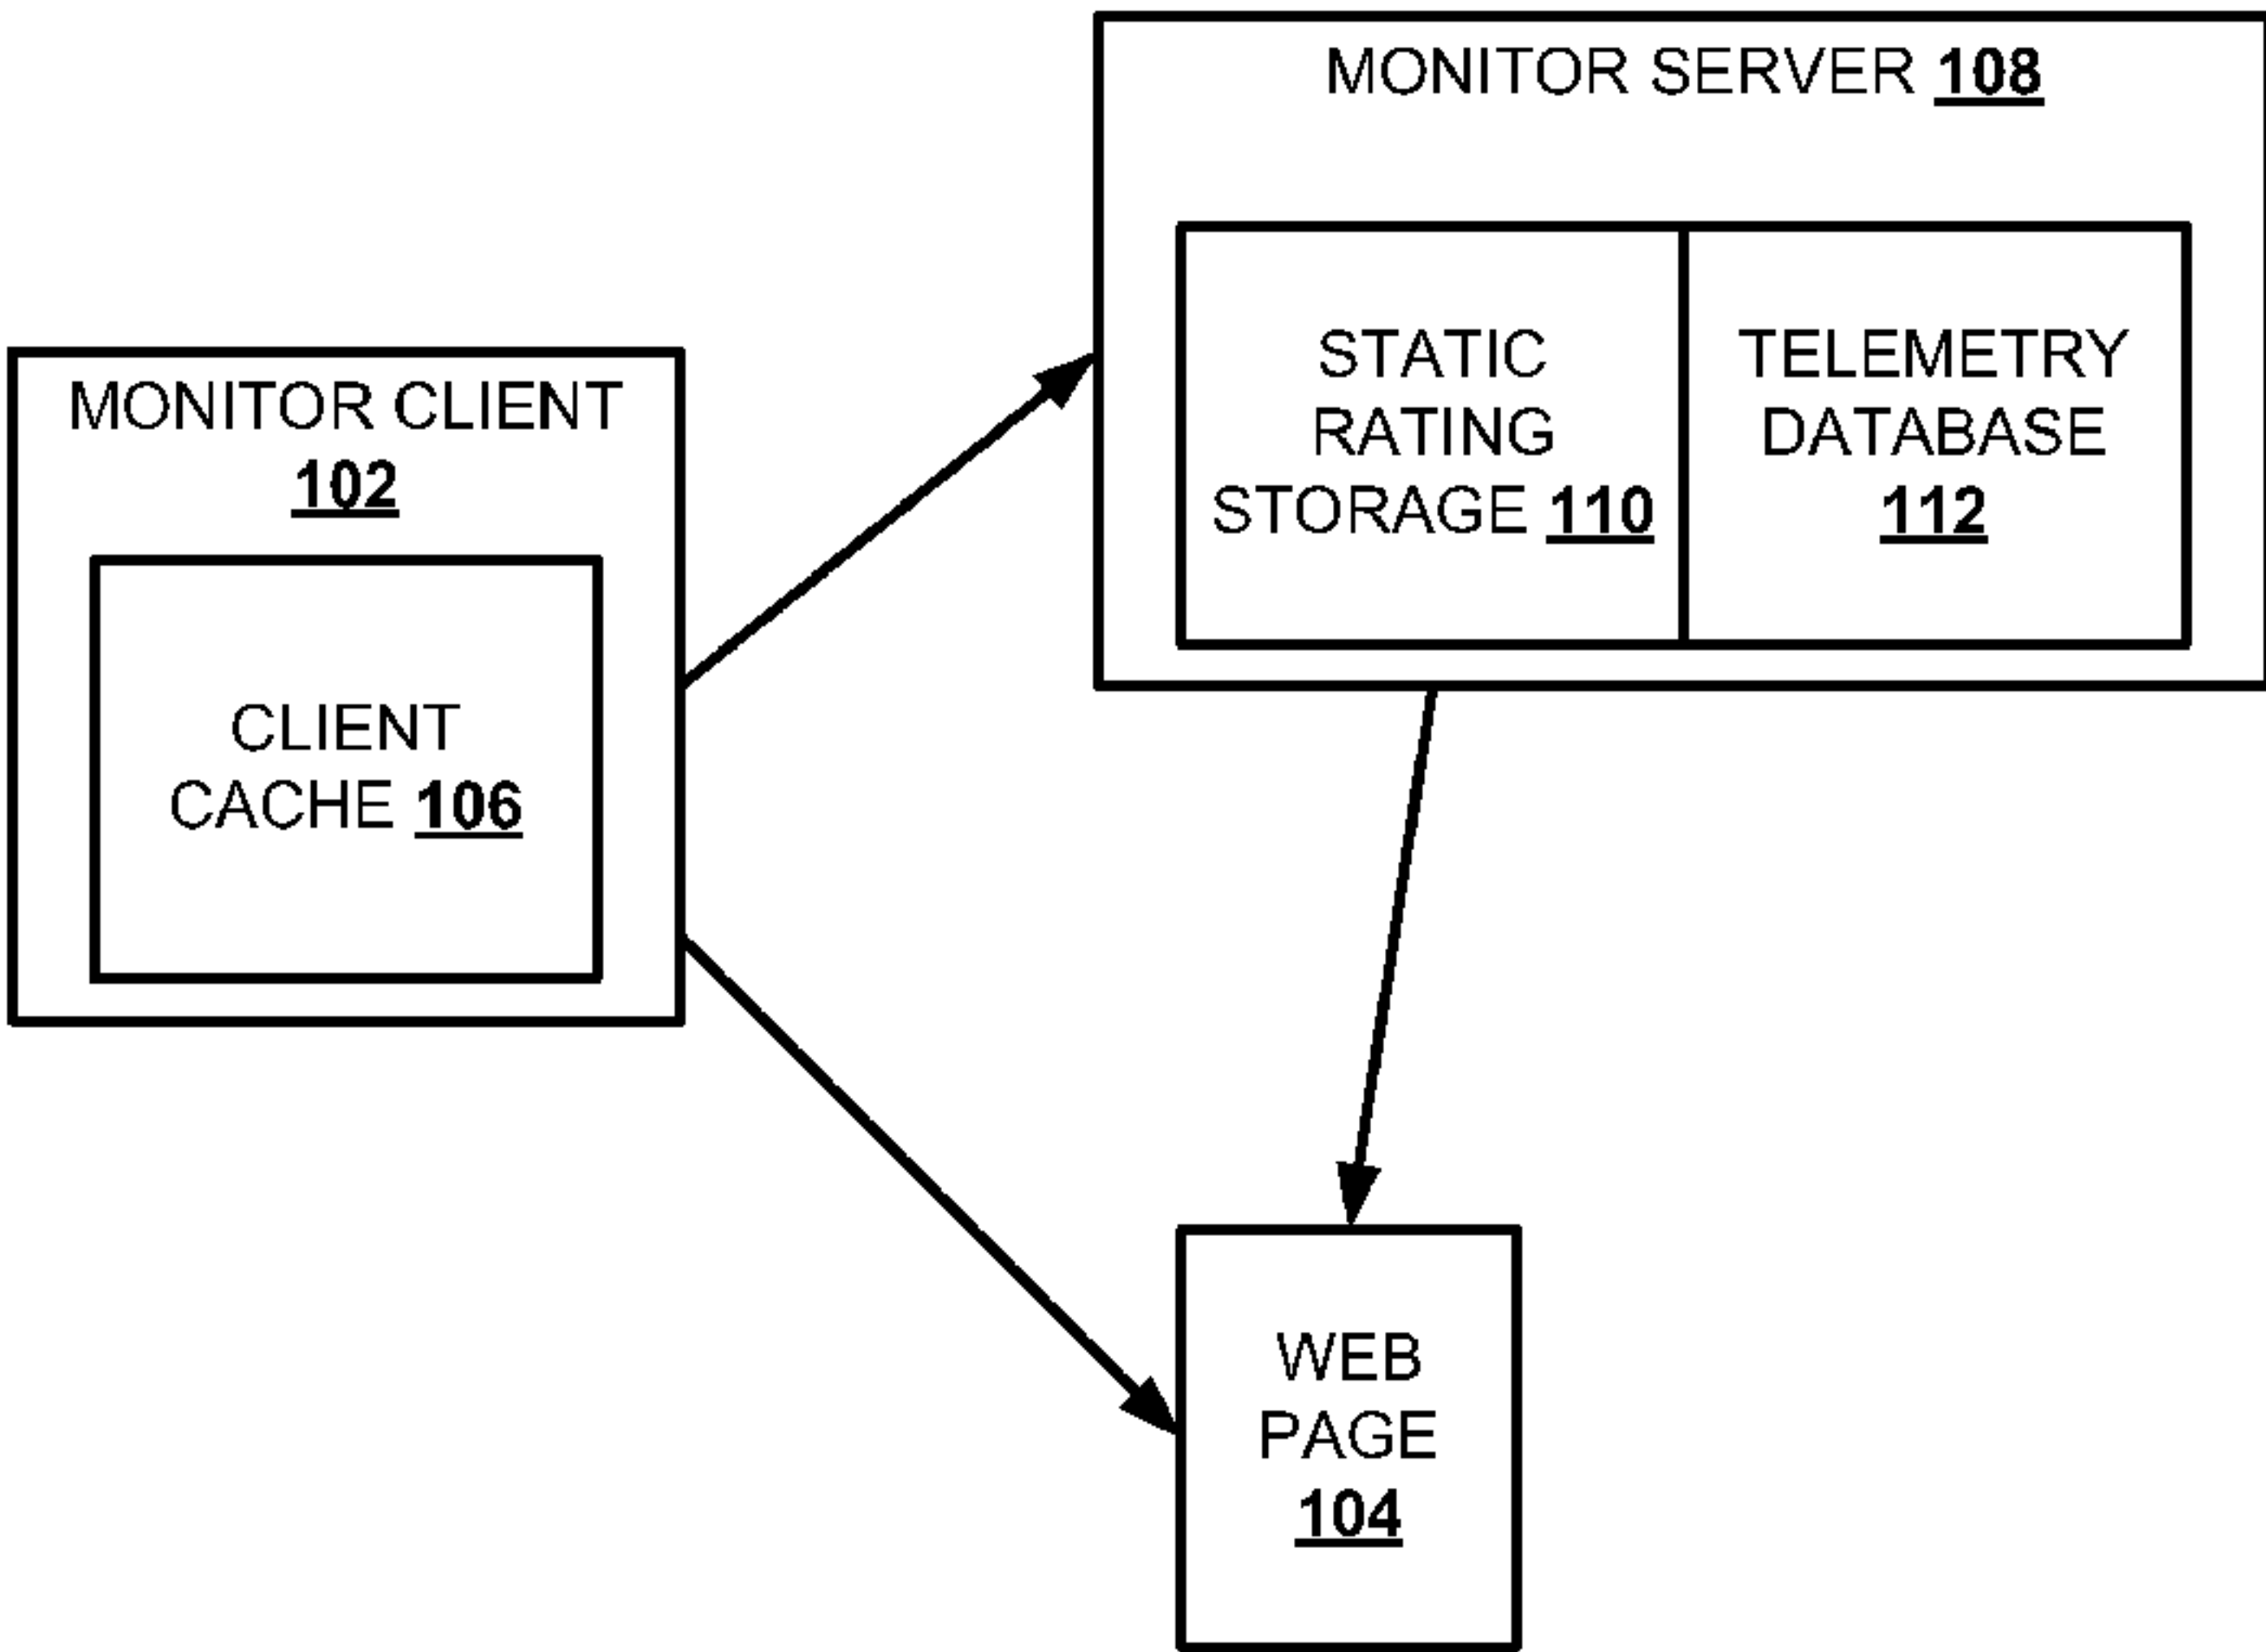 MONITOR SERVER 108
STATIC
RATING
STORAGE 110
TELEMETRY
DATABASE
112
MONITOR CLIENT
102
CLIENT
CACHE 106
WEB
PAGE
104